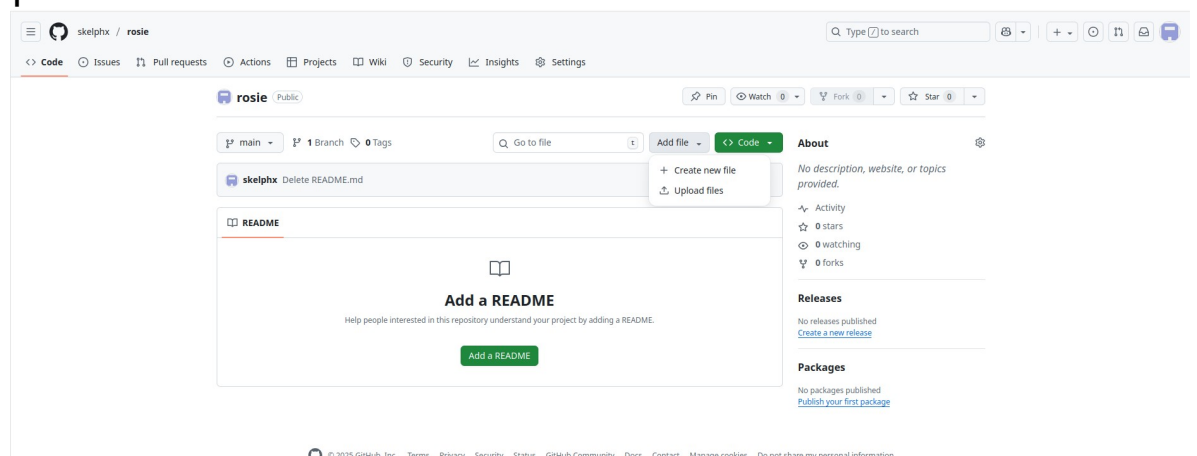 skelphx / rosie
Type / to search
Code Issues Pull requests Actions Projects Wiki Security Insights Settings
rosie Public
Pin Watch 0 Fork 0 Star 0
main 1 Branch 0 Tags Go to file t Add file Code
Create new file
Upload files
skelphx Delete README.md
README
Add a README
Help people interested in this repository understand your project by adding a README.
Add a README
About
No description, website, or topics
provided.
Activity
0 stars
0 watching
0 forks
Releases
No releases published
Create a new release
Packages
No packages published
Publish your first package
© 2025 GitHub, Inc. Terms Privacy Security Status GitHub Community Docs Contact Manage cookies Do not share my personal information